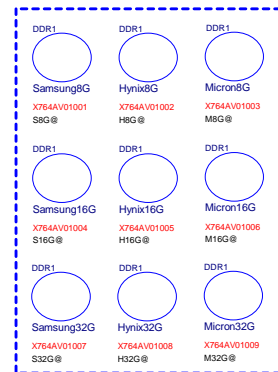 DDR1 DDR1 DDR1
Samsung8G Hynix8G Micron8G
X764AV01001 X764AV01002 X764AV01003
S8G@ H8G@ M8G@
DDR1 DDR1 DDR1
Samsung16G Hynix16G Micron16G
X764AV01004 X764AV01005 X764AV01006
S16G@ H16G@ M16G@
DDR1 DDR1 DDR1
Samsung32G Hynix32G Micron32G
X764AV01007 X764AV01008 X764AV01009
S32G@ H32G@ M32G@